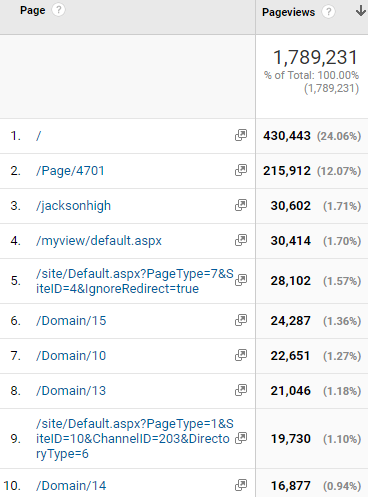 Page ? Pageviews ?
1,789,231
% of Total: 100.00%
(1,789,231)
1. / 430,443 (24.06%)
2. /Page/4701 215,912 (12.07%)
3. /jacksonhigh 30,602 (1.71%)
4. /myview/default.aspx 30,414 (1.70%)
5. /site/Default.aspx?PageType=7&S
iteID=4&IgnoreRedirect=true 28,102 (1.57%)
6. /Domain/15 24,287 (1.36%)
7. /Domain/10 22,651 (1.27%)
8. /Domain/13 21,046 (1.18%)
9. /site/Default.aspx?PageType=1&S
iteID=10&ChannelID=203&Directo
ryType=6 19,730 (1.10%)
10. /Domain/14 16,877 (0.94%)